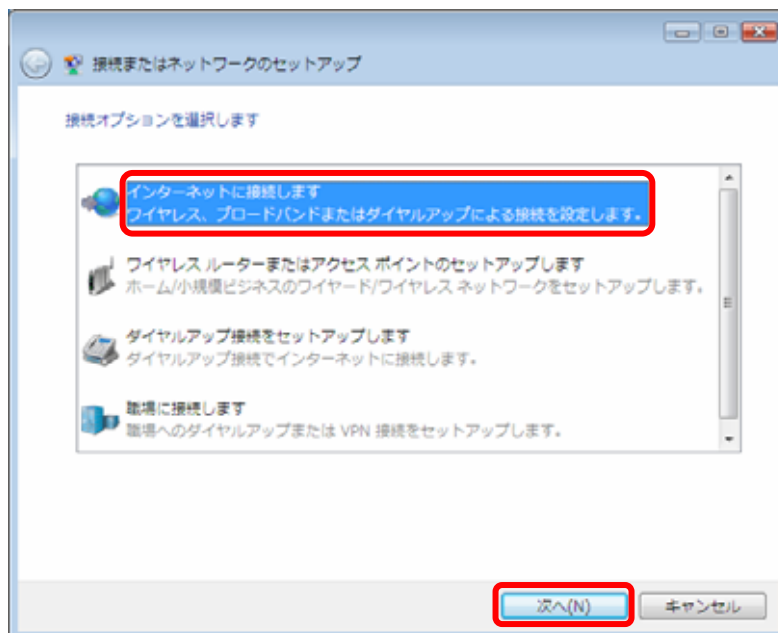 接続またはネットワークのセットアップ
接続オプションを選択します
インターネットに接続します
ワイヤレス、ブロードバンドまたはダイヤルアップによる接続を設定します。
ワイヤレス ルーターまたはアクセス ポイントのセットアップします
ホーム/小規模ビジネスのワイヤード/ワイヤレス ネットワークをセットアップします。
ダイヤルアップ接続をセットアップします
ダイヤルアップ接続でインターネットに接続します。
職場に接続します
職場へのダイヤルアップまたは VPN 接続をセットアップします。
次へ(N)
キャンセル